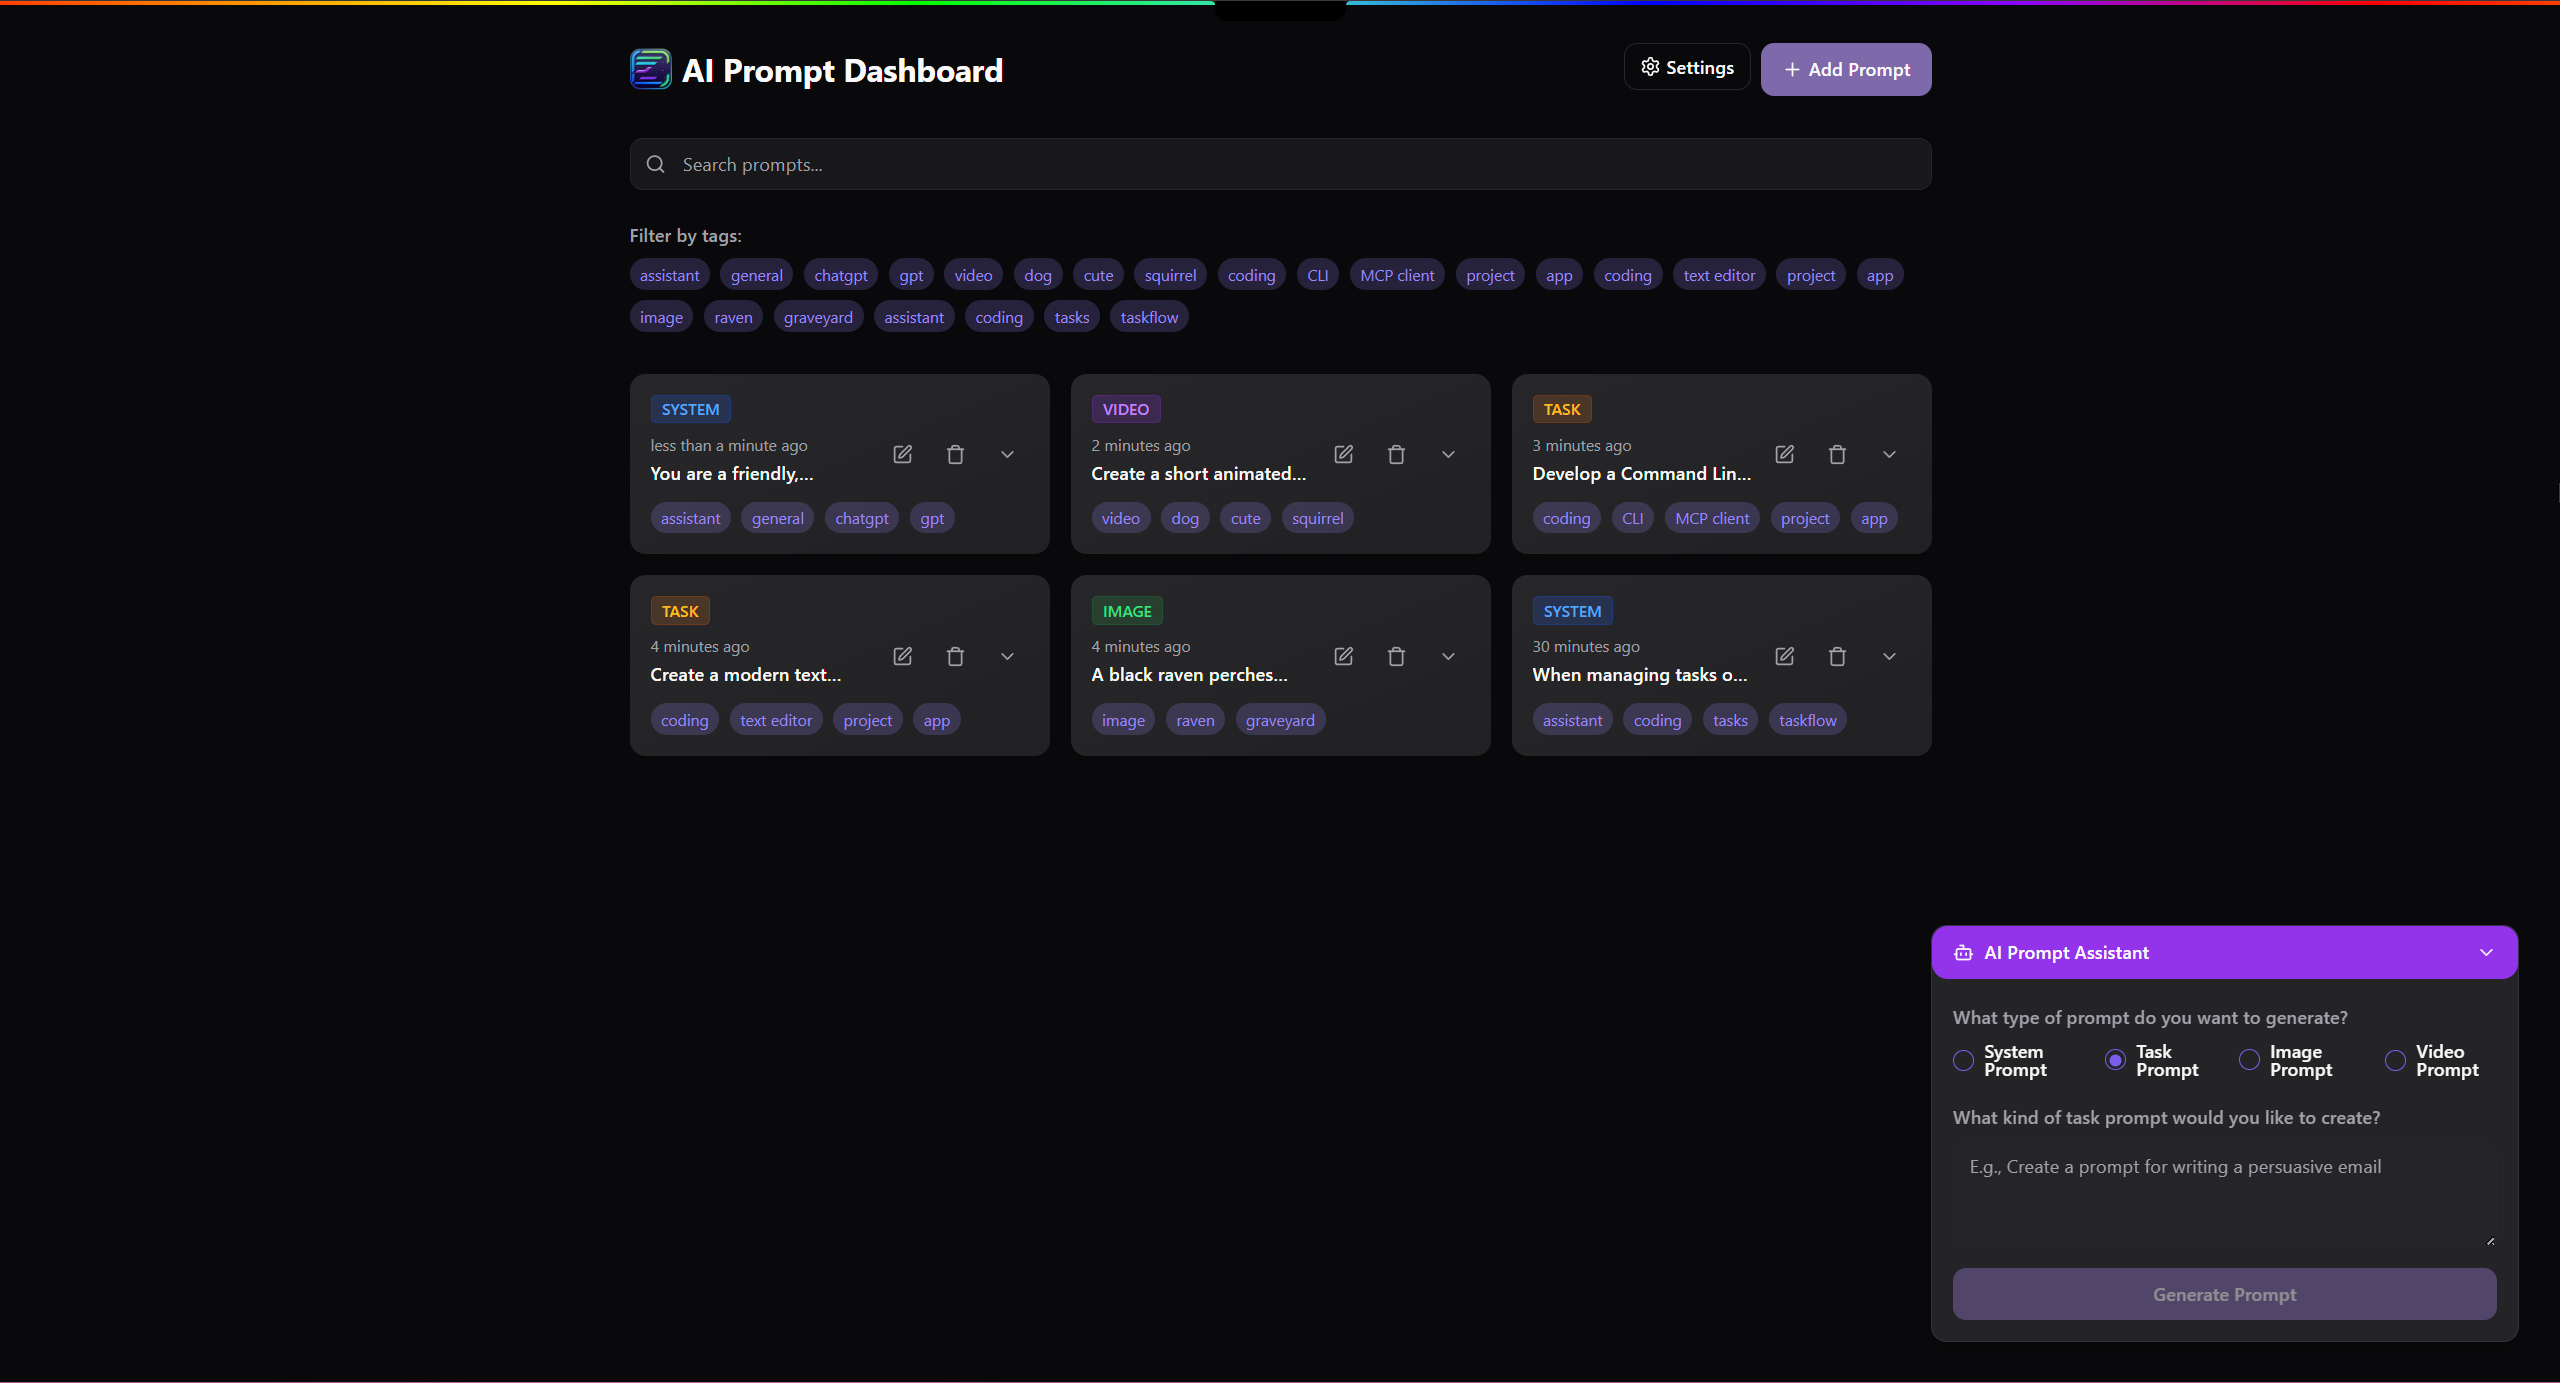 AI Prompt Dashboard
Settings
Add Prompt
Search prompts...
Filter by tags:
assistant general chatgpt gpt video dog cute squirrel coding CLI MCP client project app coding text editor project app
image raven graveyard assistant coding tasks taskflow
SYSTEM
less than a minute ago
You are a friendly,...
assistant general chatgpt gpt
VIDEO
2 minutes ago
Create a short animated...
video dog cute squirrel
TASK
3 minutes ago
Develop a Command Lin...
coding CLI MCP client project app
TASK
4 minutes ago
Create a modern text...
coding text editor project app
IMAGE
4 minutes ago
A black raven perches...
image raven graveyard
SYSTEM
30 minutes ago
When managing tasks o...
assistant coding tasks taskflow
AI Prompt Assistant
What type of prompt do you want to generate?
System
Prompt
Task
Prompt
Image
Prompt
Video
Prompt
What kind of task prompt would you like to create?
E.g., Create a prompt for writing a persuasive email
Generate Prompt